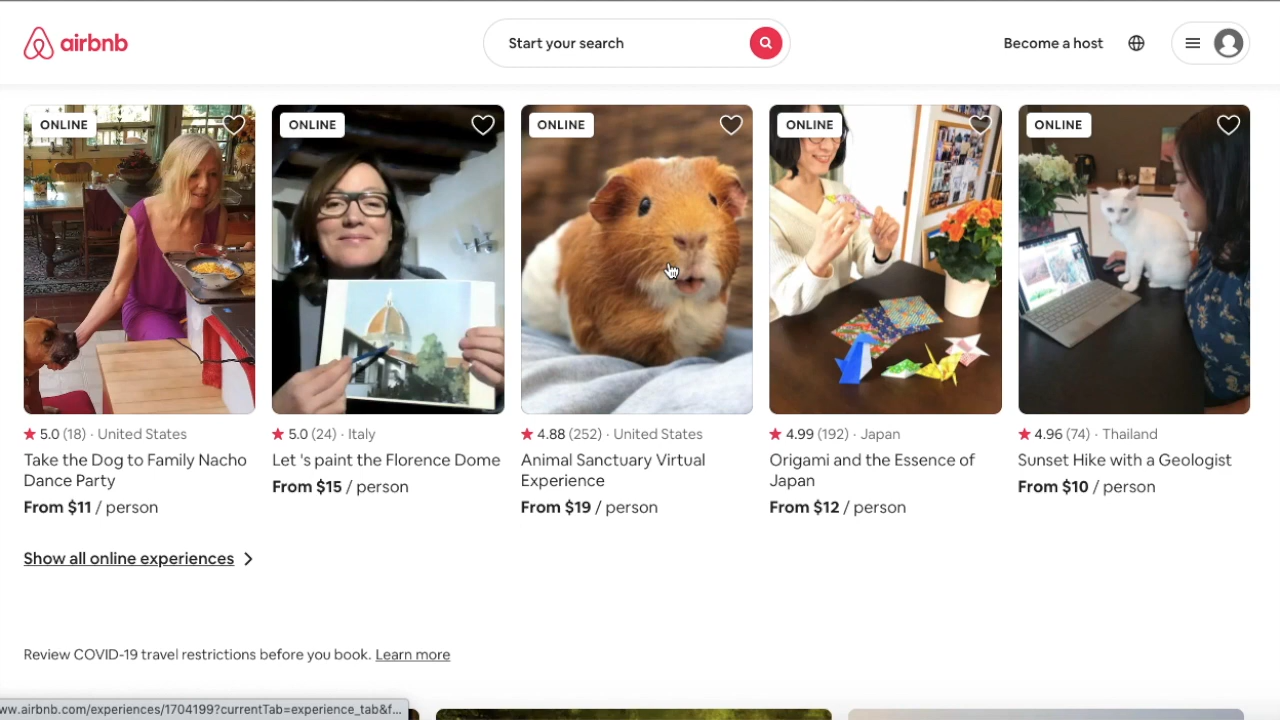 airbnb
Start your search
Become a host
ONLINE
ONLINE
ONLINE
ONLINE
ONLINE
5.0 (18) · United States
Take the Dog to Family Nacho
Dance Party
From $11 / person
5.0 (24) · Italy
Let 's paint the Florence Dome
From $15 / person
4.88 (252) · United States
Animal Sanctuary Virtual
Experience
From $19 / person
4.99 (192) · Japan
Origami and the Essence of
Japan
From $12 / person
4.96 (74) · Thailand
Sunset Hike with a Geologist
From $10 / person
Show all online experiences
Review COVID-19 travel restrictions before you book. Learn more
ww.airbnb.com/experiences/1704199?currentTab=experience_tab&f...